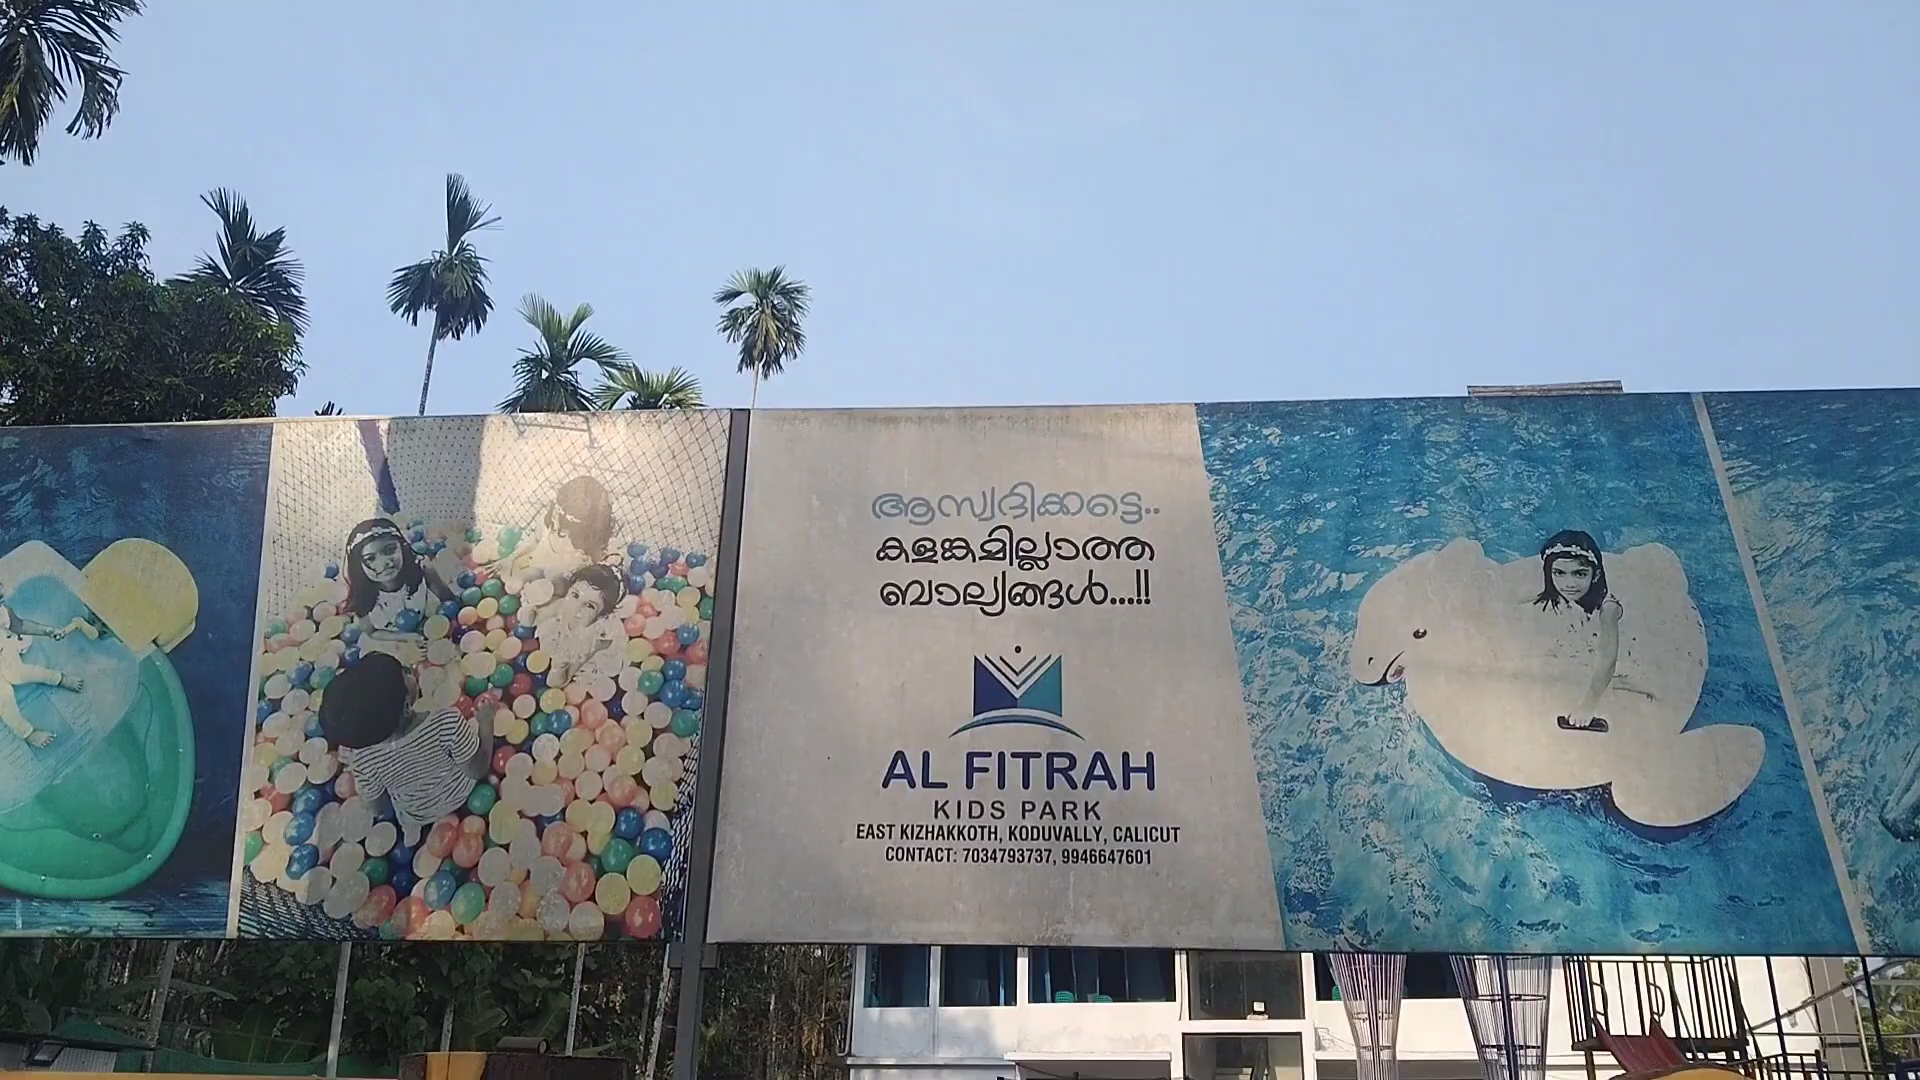 ആസ്വദിക്കട്ടെ..
കളങ്കമില്ലാത്ത
ബാല്യങ്ങൾ...!!
AL FITRAH
KIDS PARK
EAST KIZHAKKOTH, KODUVALLY, CALICUT
CONTACT: 7034793737, 9946647601